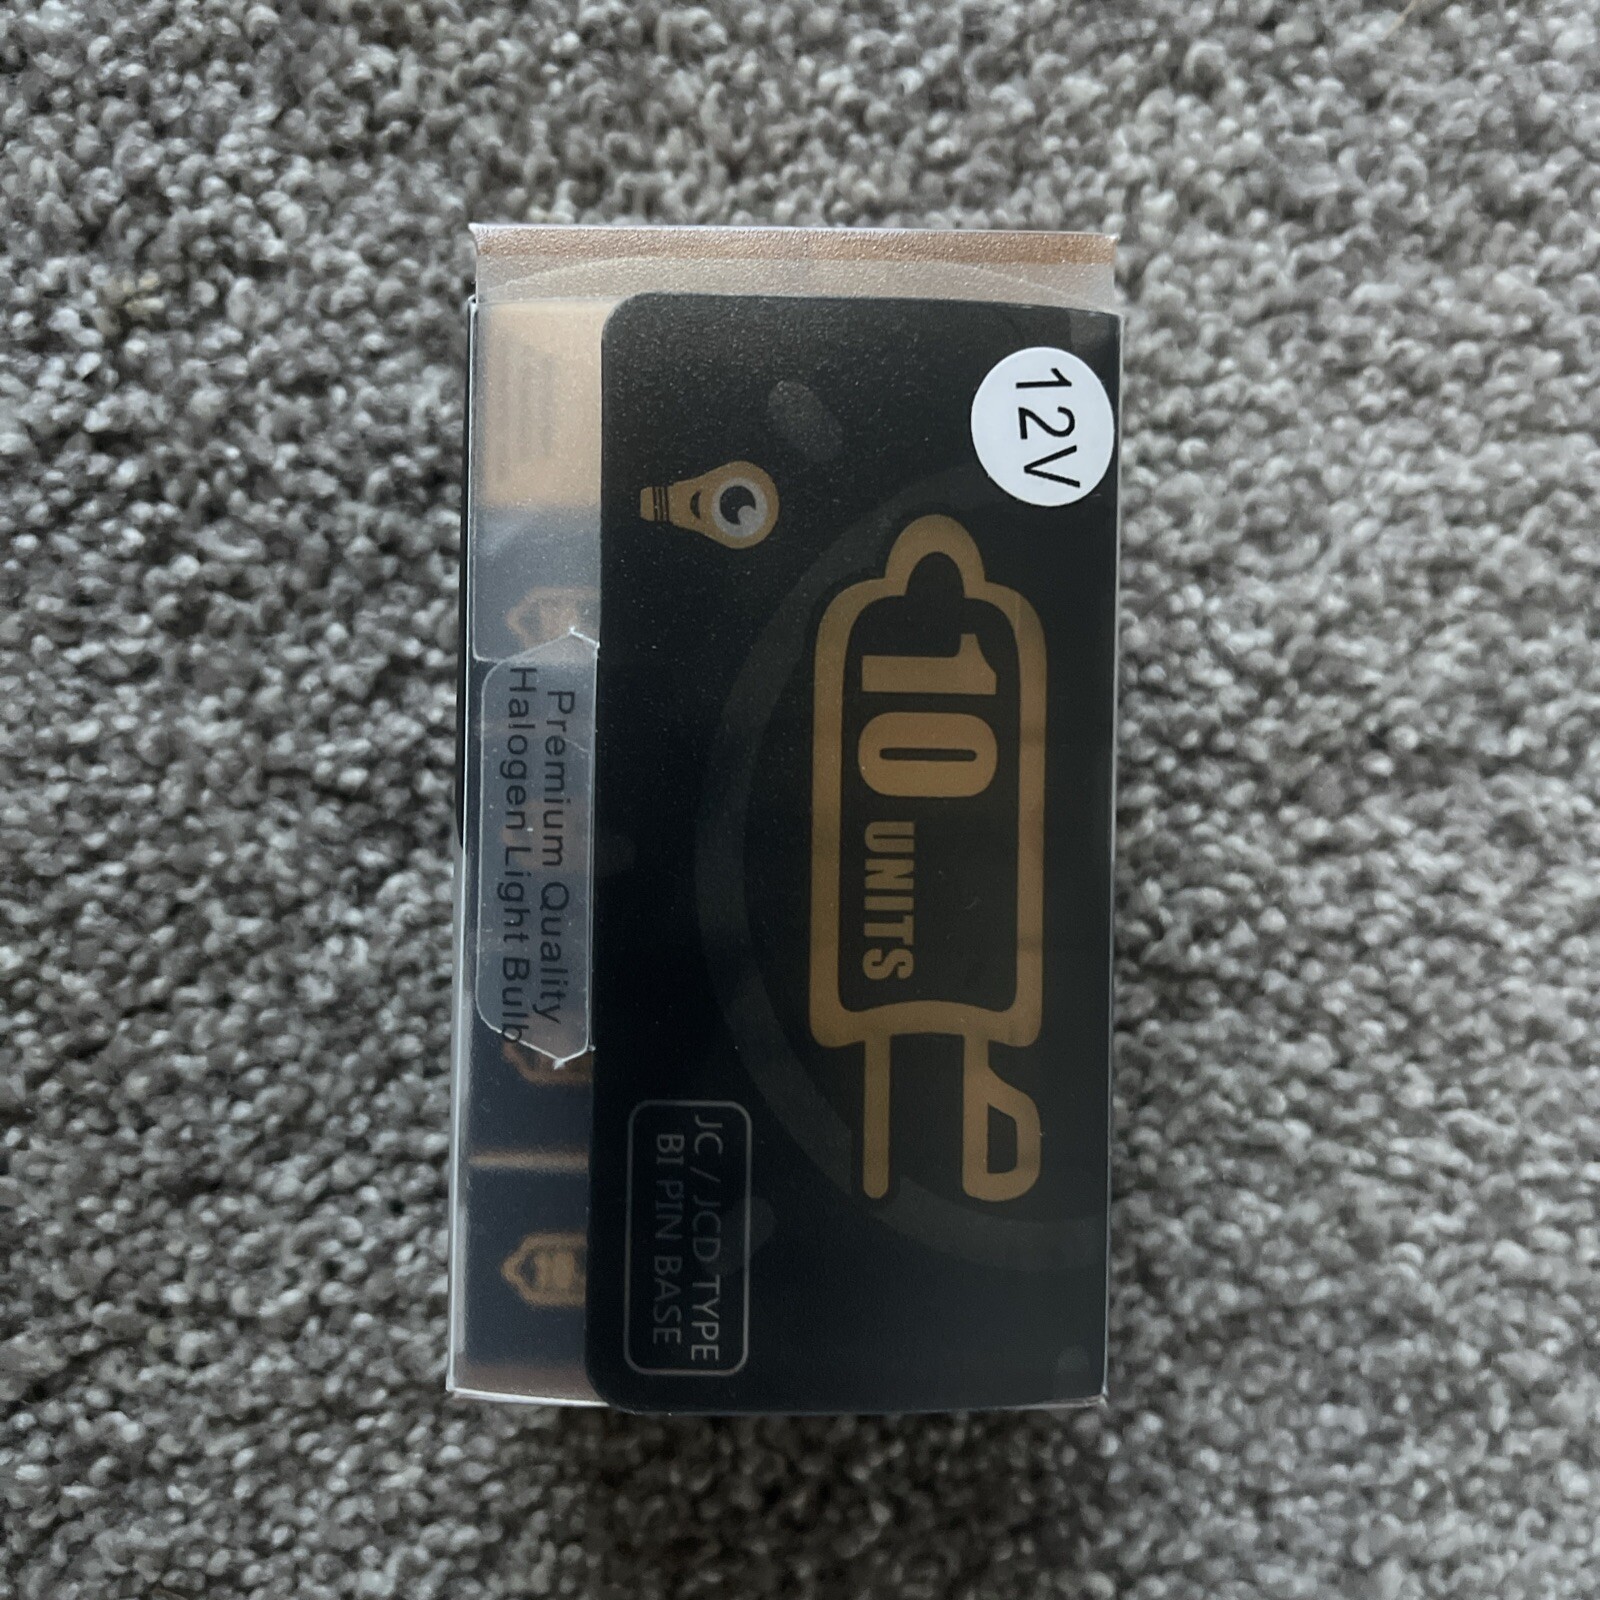 12V
10 UNITS
JC / JCD TYPE
BI PIN BASE
Premium Quality
Halogen Light Bulb